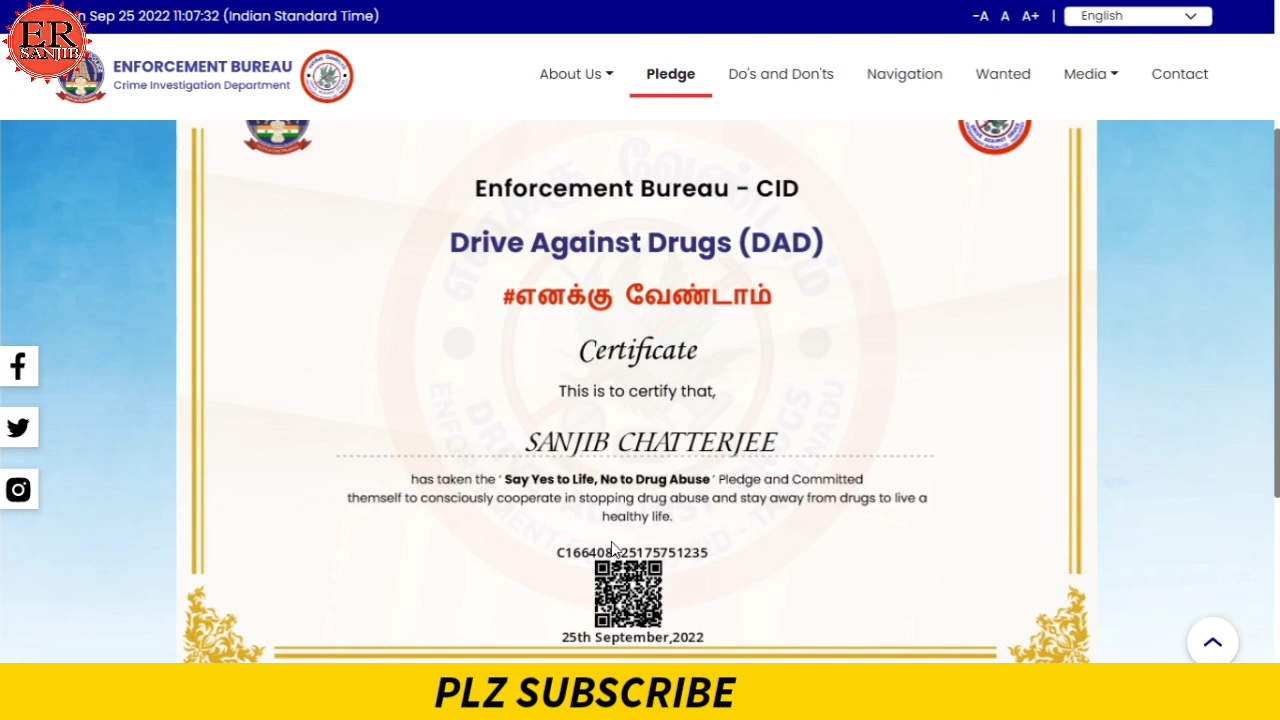 n Sep 25 2022 11:07:32 (Indian Standard Time)
-A A A+ | English
ER
SANJIB
ENFORCEMENT BUREAU
Crime Investigation Department
About Us Pledge Do's and Don'ts Navigation Wanted Media Contact
Enforcement Bureau - CID
Drive Against Drugs (DAD)
#எனக்கு வேண்டாம்
Certificate
This is to certify that,
SANJIB CHATTERJEE
has taken the ‘ Say Yes to Life, No to Drug Abuse ’ Pledge and Committed
themself to consciously cooperate in stopping drug abuse and stay away from drugs to live a
healthy life.
25th September,2022
PLZ SUBSCRIBE